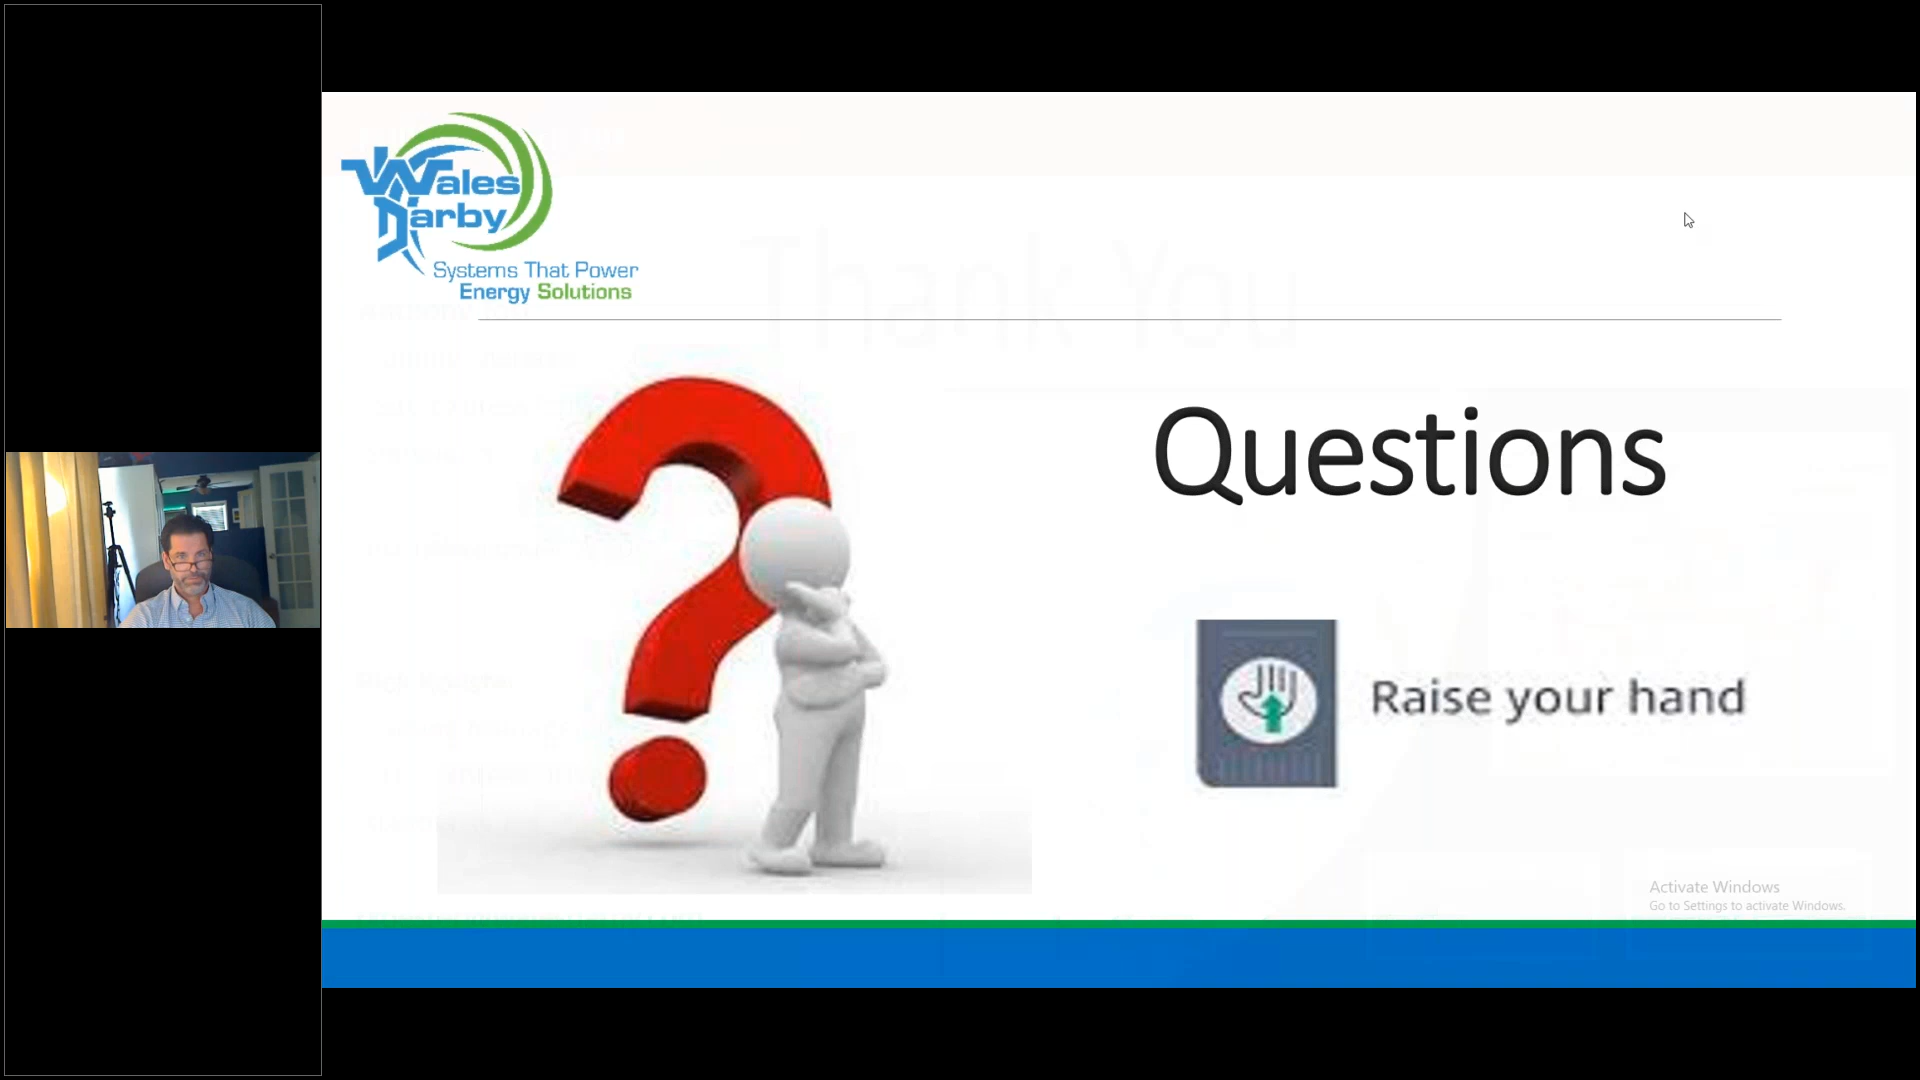 Wales
Darby
Systems That Power
Energy Solutions
Thank You
Questions
Raise your hand
Activate Windows
Go to Settings to activate Windows.